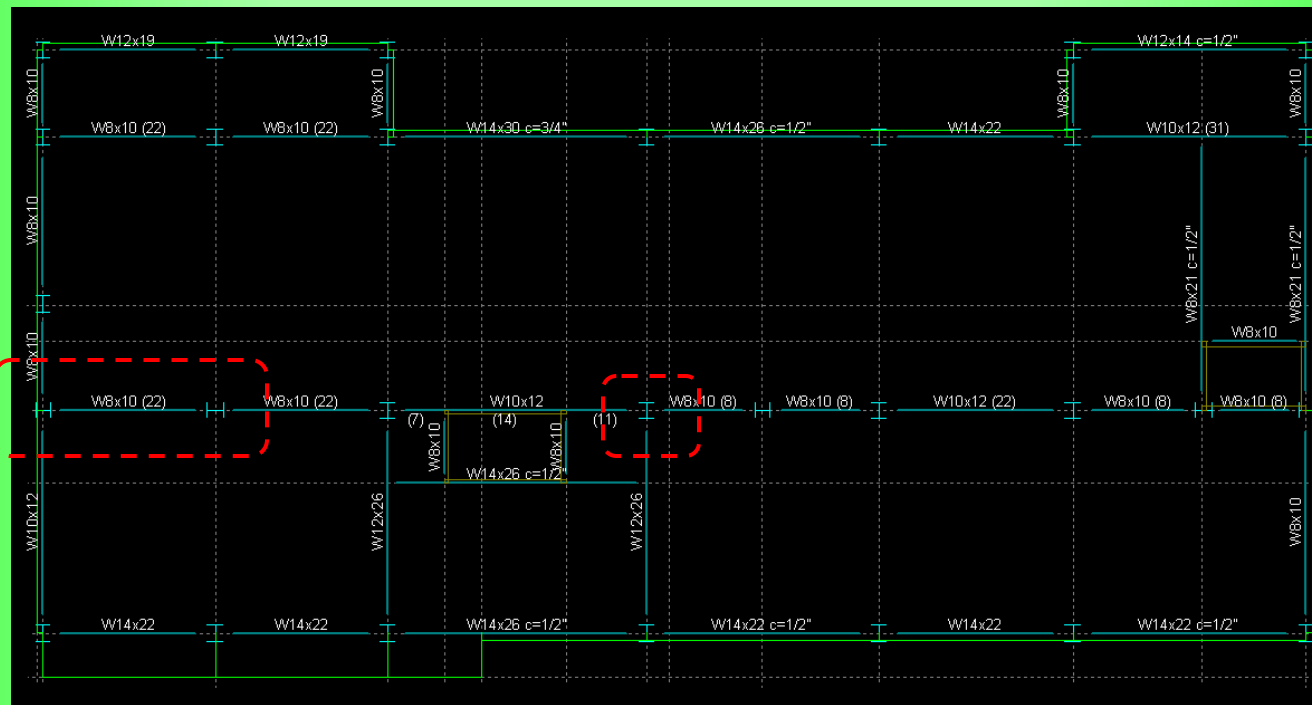 W12x19 W12x19 W12x14 c=1/2"
W8x10 W8x10 W8x10 W8x10
W8x10 (22) W8x10 (22) W14x30 c=3/4" W14x26 c=1/2" W14x22 W10x12 (31)
W8x10 W8x21 c=1/2" W8x21 c=1/2"
W8x10 W8x10
W8x10 (22) W8x10 (22) W10x12 W8x10 (8) W8x10 (8) W10x12 (22) W8x10 (8) W8x10 (8)
(7) (14) (11)
W8x10 W8x10
W14x26 c=1/2"
W10x12 W12x26 W12x26 W8x10
W14x22 W14x22 W14x26 c=1/2" W14x22 c=1/2" W14x22 W14x22 c=1/2"